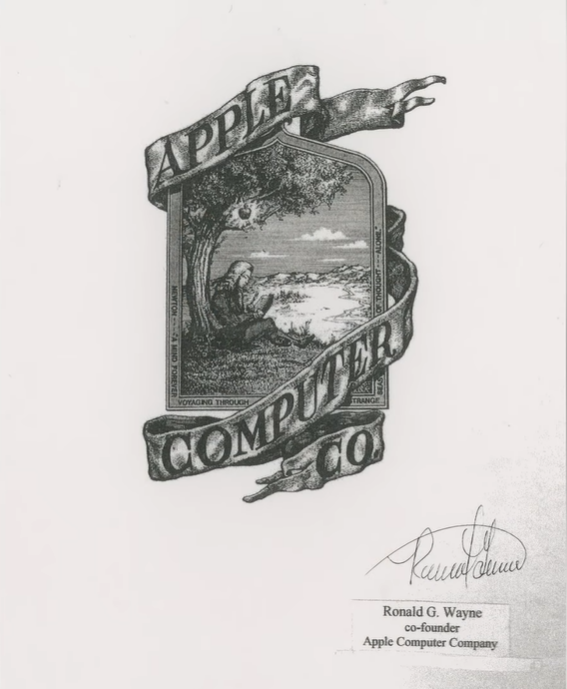 APPLE
NEWTON --- "A MIND FOREVER
VOYAGING THROUGH
STRANGE
OF THOUGHT --- ALONE."
COMPUTER
CO.
Ronald G. Wayne
co-founder
Apple Computer Company